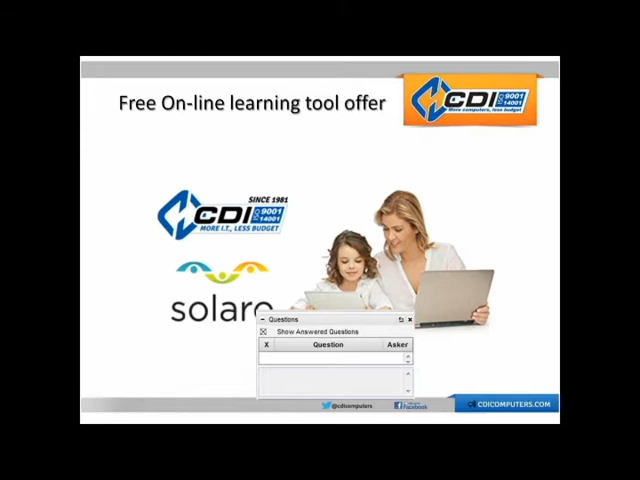 Free On-line learning tool offer
CDI ISO 9001 14001
More computers, less budget
SINCE 1981
CDI ISO 9001 14001
MORE I.T., LESS BUDGET
solaro
Questions
Show Answered Questions
X Question Asker
@cdicomputers
Facebook
CDICOMPUTERS.COM